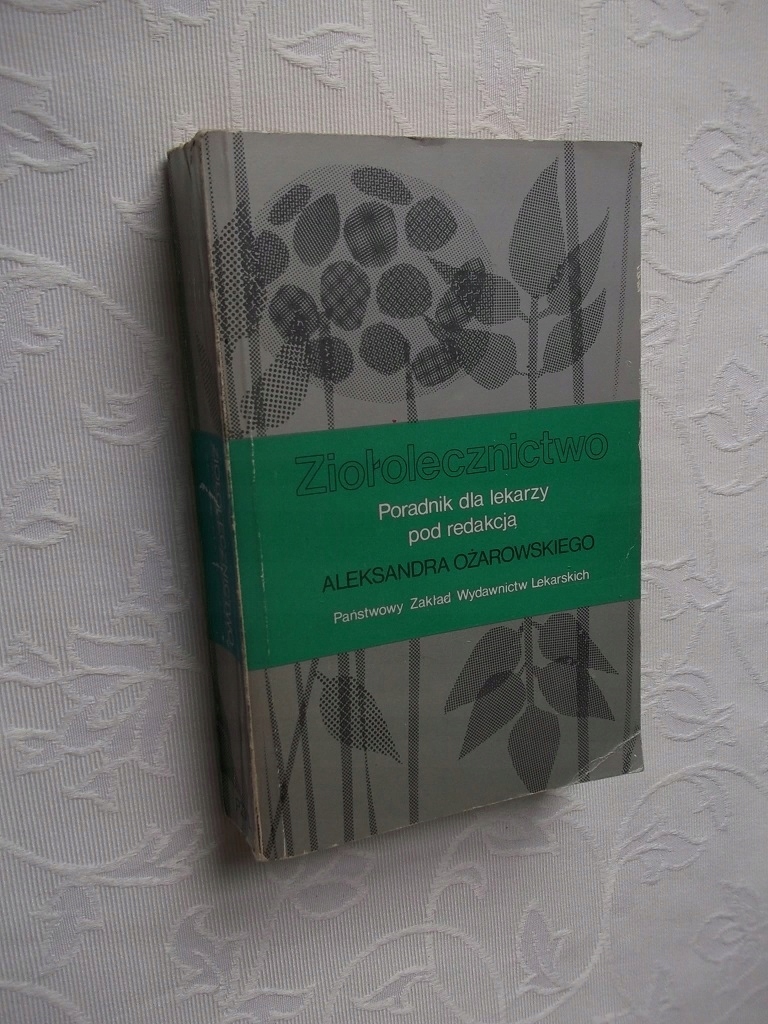 Ziołolecznictwo
Poradnik dla lekarzy
pod redakcją
ALEKSANDRA OŻAROWSKIEGO
Państwowy Zakład Wydawnictw Lekarskich